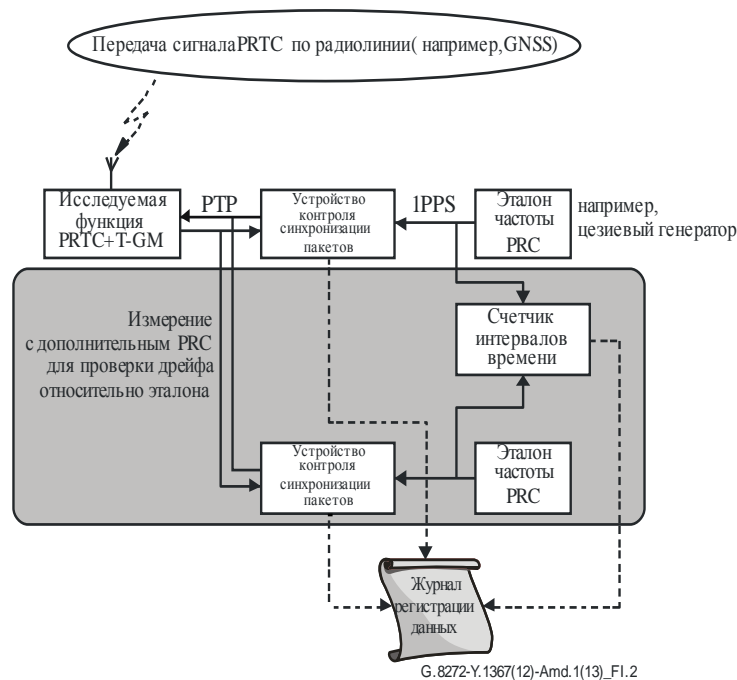 Передача сигналаPRTC по радиолинии( например,GNSS)
Исследуемая
функция
PRTC+T-GM
PTP
Устройство
контроля
синхронизации
пакетов
1PPS
Эталон
частоты
PRC
например,
цезиевый генератор
Измерение
с дополнительным PRC
для проверки дрейфа
относительно эталона
Счетчик
интервалов
времени
Устройство
контроля
синхронизации
пакетов
Эталон
частоты
PRC
Журнал
регистрации
данных
G.8272-Y.1367(12)-Amd.1(13)_FI.2